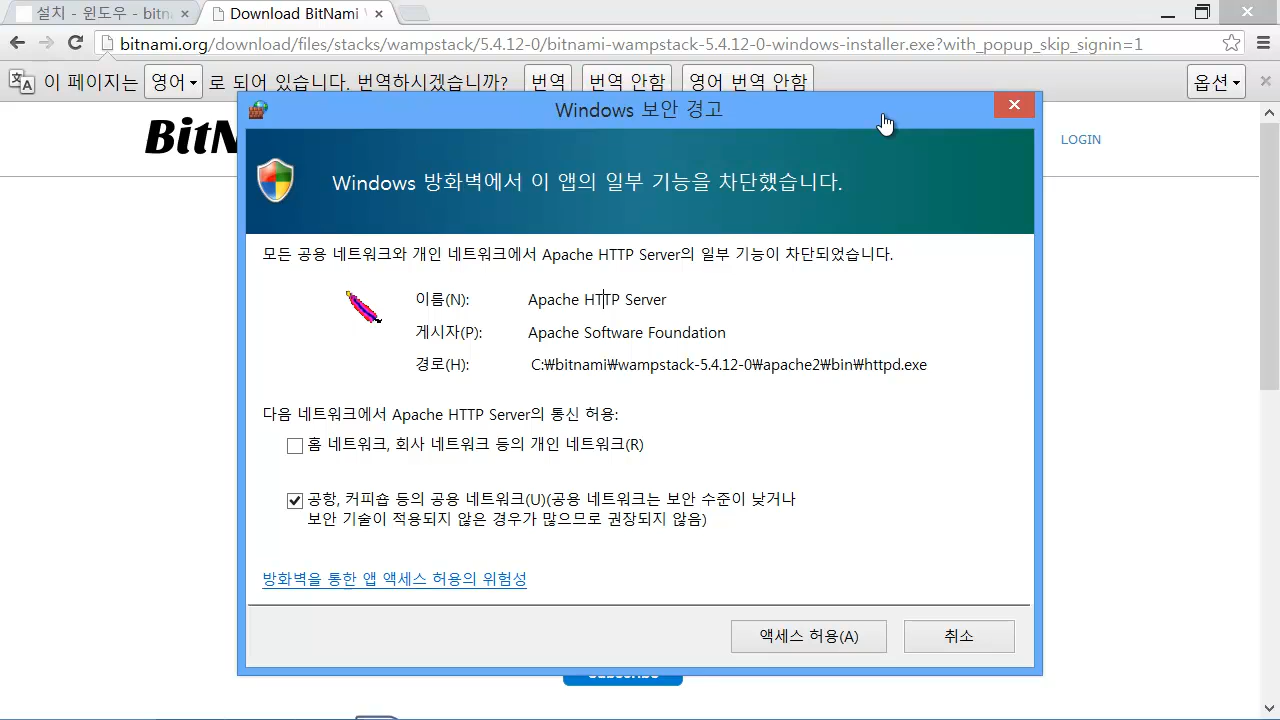 설치 - 윈도우 - bitn
Download BitNami
bitnami.org/download/files/stacks/wampstack/5.4.12-0/bitnami-wampstack-5.4.12-0-windows-installer.exe?with_popup_skip_signin=1
이 페이지는 영어 로 되어 있습니다. 번역하시겠습니까? 번역 번역 안함 영어 번역 안함 옵션
Windows 보안 경고
BitN
LOGIN
Windows 방화벽에서 이 앱의 일부 기능을 차단했습니다.
모든 공용 네트워크와 개인 네트워크에서 Apache HTTP Server의 일부 기능이 차단되었습니다.
이름(N): Apache HTTP Server
게시자(P): Apache Software Foundation
경로(H): C:₩bitnami₩wampstack-5.4.12-0₩apache2₩bin₩httpd.exe
다음 네트워크에서 Apache HTTP Server의 통신 허용:
홈 네트워크, 회사 네트워크 등의 개인 네트워크(R)
공항, 커피숍 등의 공용 네트워크(U)(공용 네트워크는 보안 수준이 낮거나
보안 기술이 적용되지 않은 경우가 많으므로 권장되지 않음)
방화벽을 통한 앱 액세스 허용의 위험성
액세스 허용(A) 취소